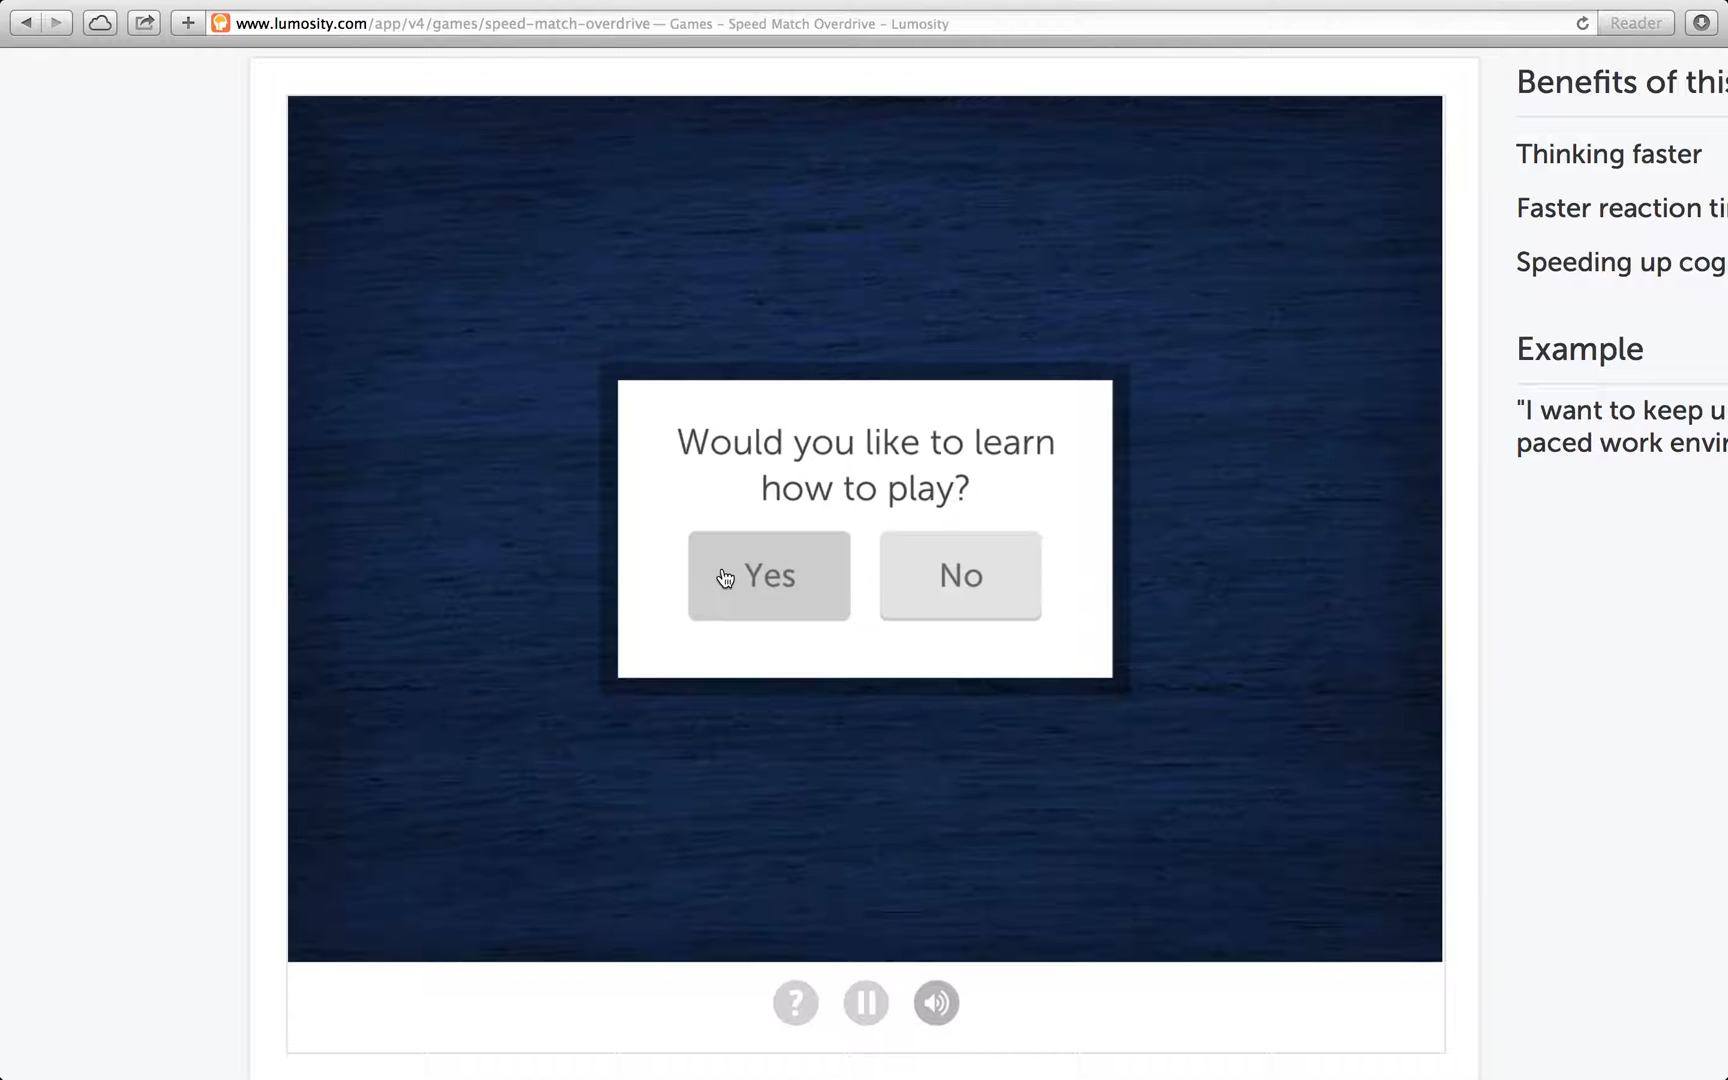 www.lumosity.com/app/v4/games/speed-match-overdrive — Games – Speed Match Overdrive – Lumosity
Reader
Benefits of this
Thinking faster
Faster reaction ti
Speeding up cog
Example
"I want to keep u
paced work envir
Would you like to learn
how to play?
Yes
No
?